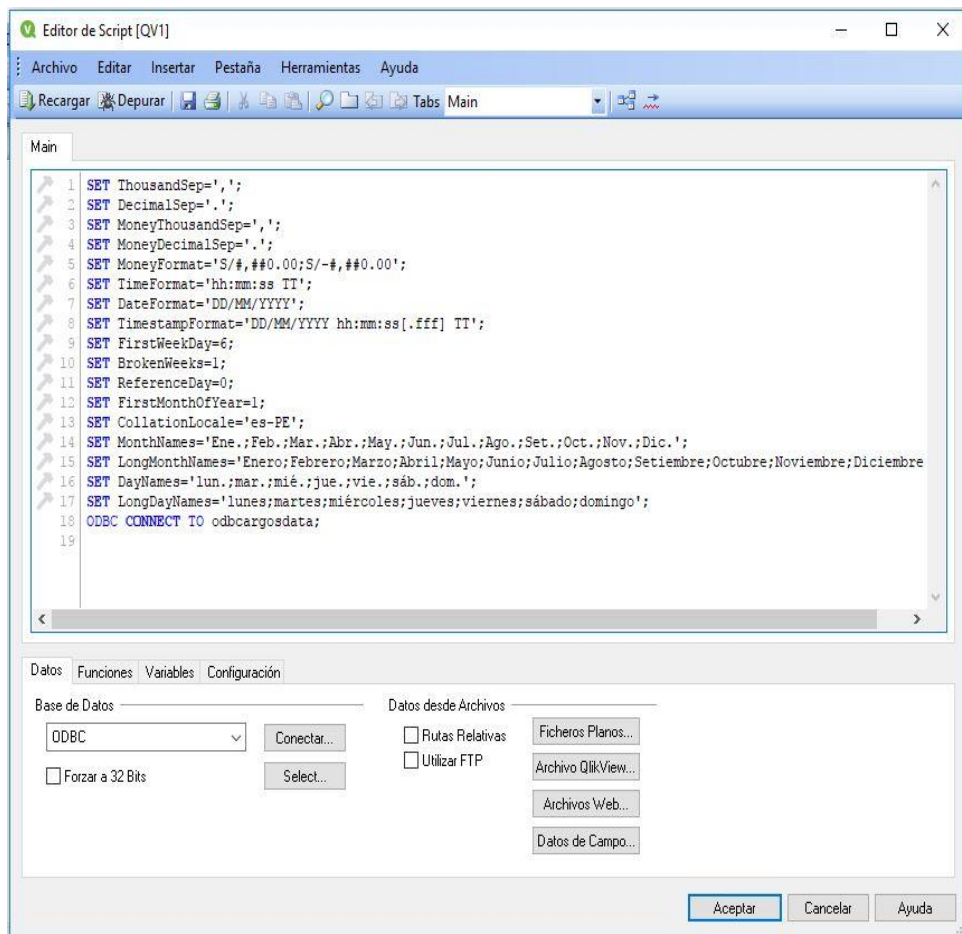 Editor de Script [QV1]
Archivo Editar Insertar Pestaña Herramientas Ayuda
Recargar Depurar Tabs Main
Main
1 SET ThousandSep=',';
2 SET DecimalSep='.';
3 SET MoneyThousandSep=',';
4 SET MoneyDecimalSep='.';
5 SET MoneyFormat='S/#,##0.00;S/-#,##0.00';
6 SET TimeFormat='hh:mm:ss TT';
7 SET DateFormat='DD/MM/YYYY';
8 SET TimestampFormat='DD/MM/YYYY hh:mm:ss[.fff] TT';
9 SET FirstWeekDay=6;
10 SET BrokenWeeks=1;
11 SET ReferenceDay=0;
12 SET FirstMonthOfYear=1;
13 SET CollationLocale='es-PE';
14 SET MonthNames='Ene.;Feb.;Mar.;Abr.;May.;Jun.;Jul.;Ago.;Set.;Oct.;Nov.;Dic.';
15 SET LongMonthNames='Enero;Febrero;Marzo;Abril;Mayo;Junio;Julio;Agosto;Setiembre;Octubre;Noviembre;Diciembre
16 SET DayNames='lun.;mar.;mié.;jue.;vie.;sáb.;dom.';
17 SET LongDayNames='lunes;martes;miércoles;jueves;viernes;sábado;domingo';
18 ODBC CONNECT TO odbcargosdata;
19
Datos Funciones Variables Configuración
Base de Datos Datos desde Archivos
ODBC Conectar... Rutas Relativas Ficheros Planos...
Utilizar FTP
Forzar a 32 Bits Select... Archivo QlikView...
Archivos Web...
Datos de Campo...
Aceptar Cancelar Ayuda